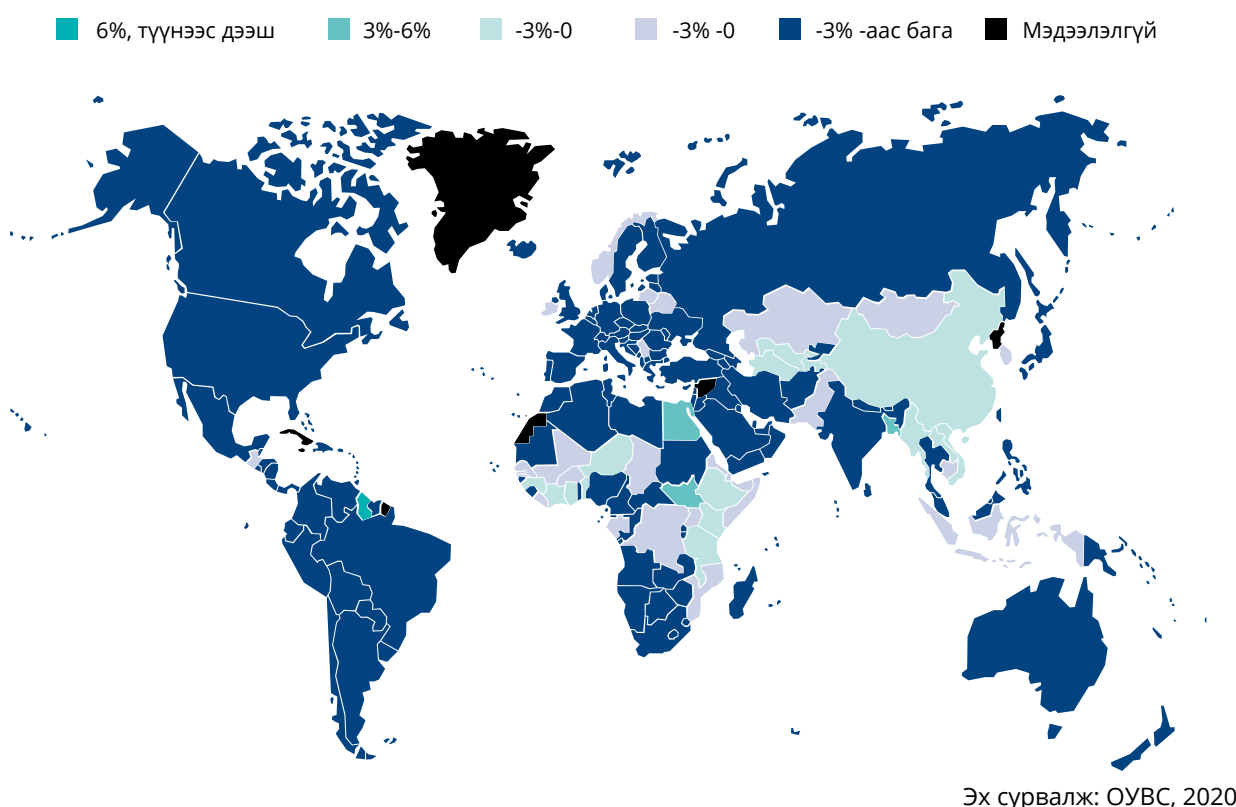 6%, түүнээс дээш 3%-6% -3%-0 -3% -0 -3% -аас бага Мэдээлэлгүй
Эх сурвалж: ОУВС, 2020